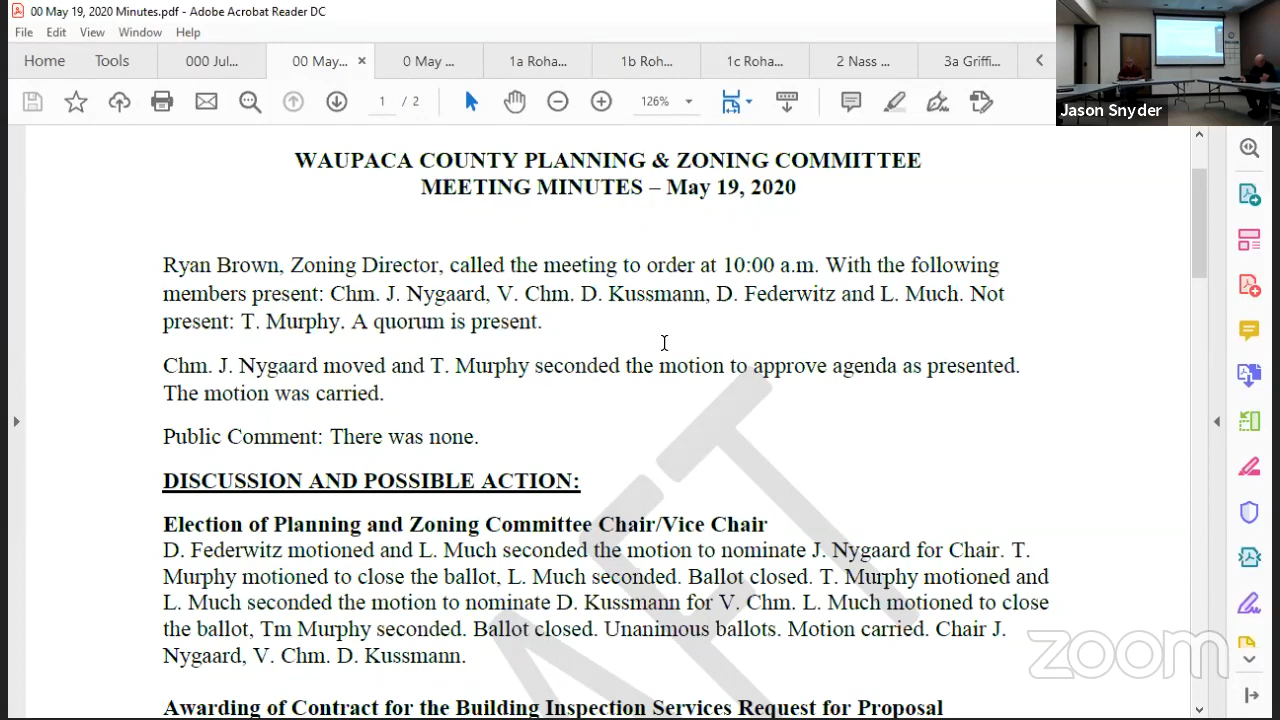 00 May 19, 2020 Minutes.pdf - Adobe Acrobat Reader DC
File Edit View Window Help
Home Tools 000 Jul... 00 May... × 0 May ... 1a Roha... 1b Roh... 1c Roha... 2 Nass ... 3a Griffi...
1 / 2 126%
Jason Snyder
WAUPACA COUNTY PLANNING & ZONING COMMITTEE
MEETING MINUTES – May 19, 2020
Ryan Brown, Zoning Director, called the meeting to order at 10:00 a.m. With the following
members present: Chm. J. Nygaard, V. Chm. D. Kussmann, D. Federwitz and L. Much. Not
present: T. Murphy. A quorum is present.
Chm. J. Nygaard moved and T. Murphy seconded the motion to approve agenda as presented.
The motion was carried.
Public Comment: There was none.
DISCUSSION AND POSSIBLE ACTION:
Election of Planning and Zoning Committee Chair/Vice Chair
D. Federwitz motioned and L. Much seconded the motion to nominate J. Nygaard for Chair. T.
Murphy motioned to close the ballot, L. Much seconded. Ballot closed. T. Murphy motioned and
L. Much seconded the motion to nominate D. Kussmann for V. Chm. L. Much motioned to close
the ballot, Tm Murphy seconded. Ballot closed. Unanimous ballots. Motion carried. Chair J.
Nygaard, V. Chm. D. Kussmann.
Awarding of Contract for the Building Inspection Services Request for Proposal
zoom